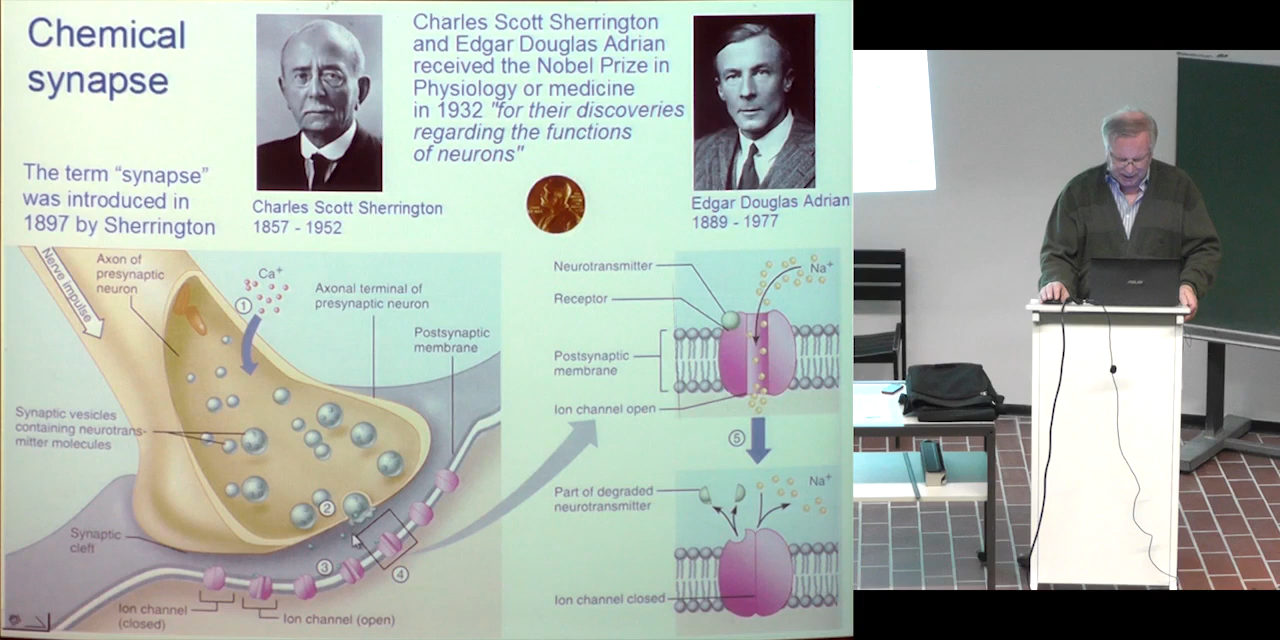 Chemical
synapse
Charles Scott Sherrington
and Edgar Douglas Adrian
received the Nobel Prize in
Physiology or medicine
in 1932 "for their discoveries
regarding the functions
of neurons"
The term “synapse”
was introduced in
1897 by Sherrington
Charles Scott Sherrington
1857 - 1952
Edgar Douglas Adrian
1889 - 1977
Nerve impulse
Axon of
presynaptic
neuron
Ca+
1
Axonal terminal of
presynaptic neuron
Postsynaptic
membrane
Synaptic vesicles
containing neurotrans-
mitter molecules
2
Synaptic
cleft
3
4
Ion channel
(closed)
Ion channel (open)
Neurotransmitter
Na+
Receptor
Postsynaptic
membrane
Ion channel open
5
Part of degraded
neurotransmitter
Na+
Ion channel closed
ASUS